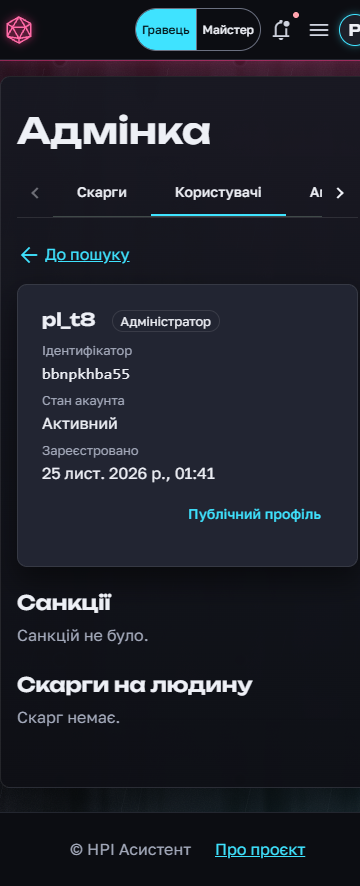 Гравець Майстер
Адмінка
Скарги Користувачі
До пошуку
pl_t8 Адміністратор
Ідентифікатор
bbnpkhba55
Стан акаунта
Активний
Зареєстровано
25 лист. 2026 р., 01:41
Публічний профіль
Санкції
Санкцій не було.
Скарги на людину
Скарг немає.
© НРІ Асистент Про проєкт